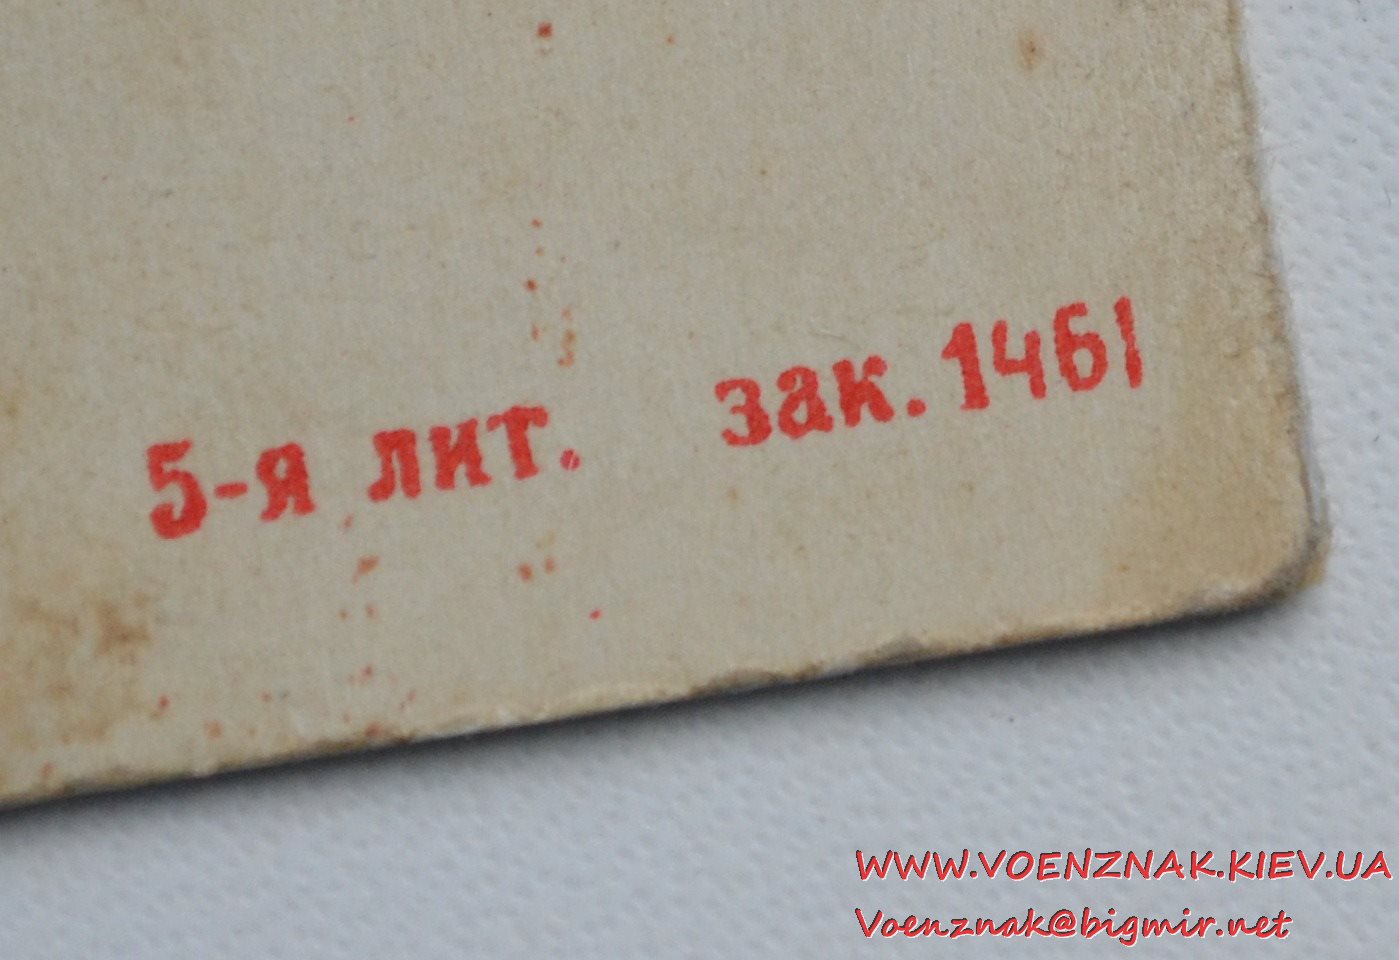 5-я лит. зак. 1461
WWW.VOENZNAK.KIEV.UA
Voenznak@bigmir.net